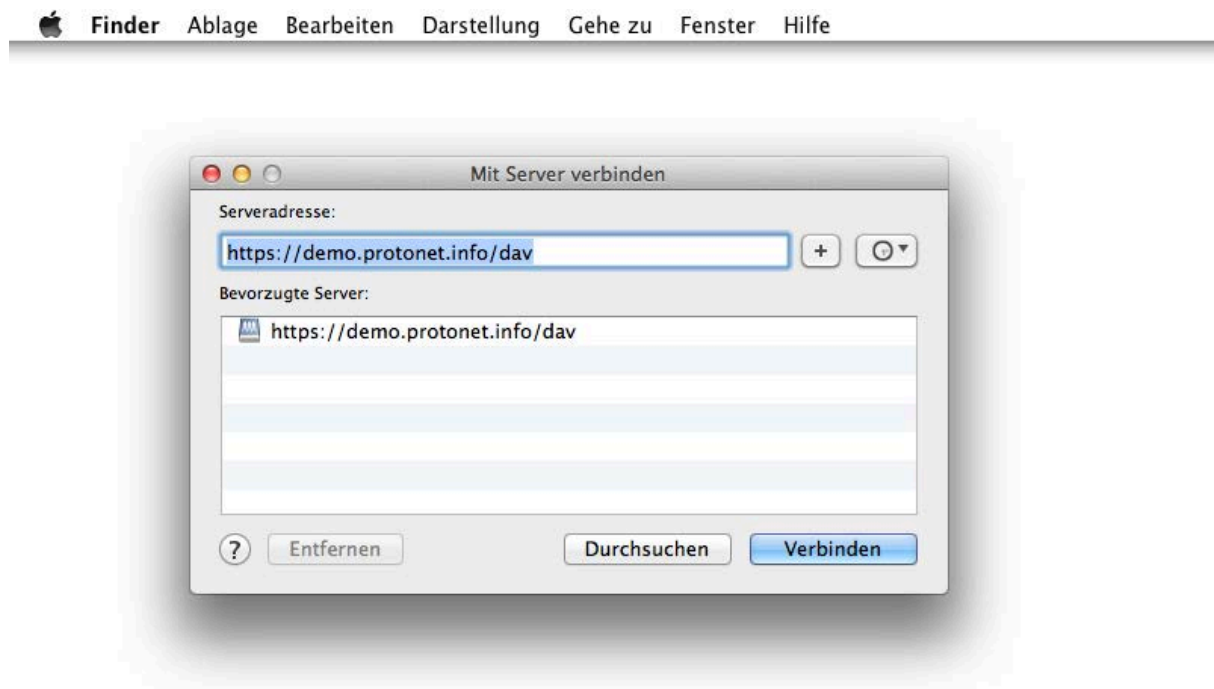 Finder Ablage Bearbeiten Darstellung Gehe zu Fenster Hilfe
Mit Server verbinden
Serveradresse:
https://demo.protonet.info/dav
+
Bevorzugte Server:
https://demo.protonet.info/dav
? Entfernen Durchsuchen Verbinden